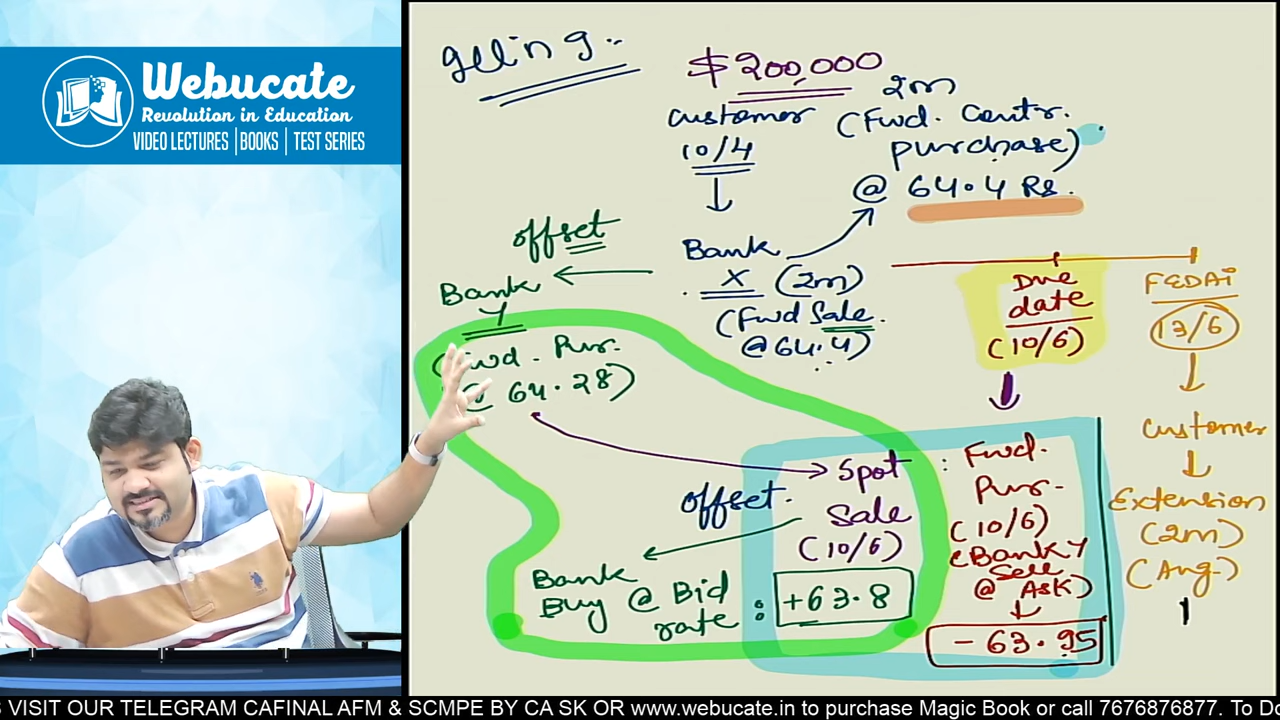 Webucate
Revolution in Education
VIDEO LECTURES | BOOKS | TEST SERIES
$ 200,000
customer
10/4
2m
(Fwd. Contr.
purchase)
@ 64.4 Rs.
offset
Bank
Y
(Fwd. Pur.
@ 64.28)
Bank
X (2m)
(Fwd Sale.
@64.4)
Due
date
(10/6)
FEDAi
13/6
Customer
Extension
(2m)
(Aug.)
Spot
Sale
(10/6)
: Fwd.
Pur.
(10/6)
(Bank Y
Sell
@ ASK)
- 63.95
offset.
Bank
Buy @ Bid
rate :
+63.8
VISIT OUR TELEGRAM CAFINAL AFM & SCMPE BY CA SK OR www.webucate.in to purchase Magic Book or call 7676876877. To Do